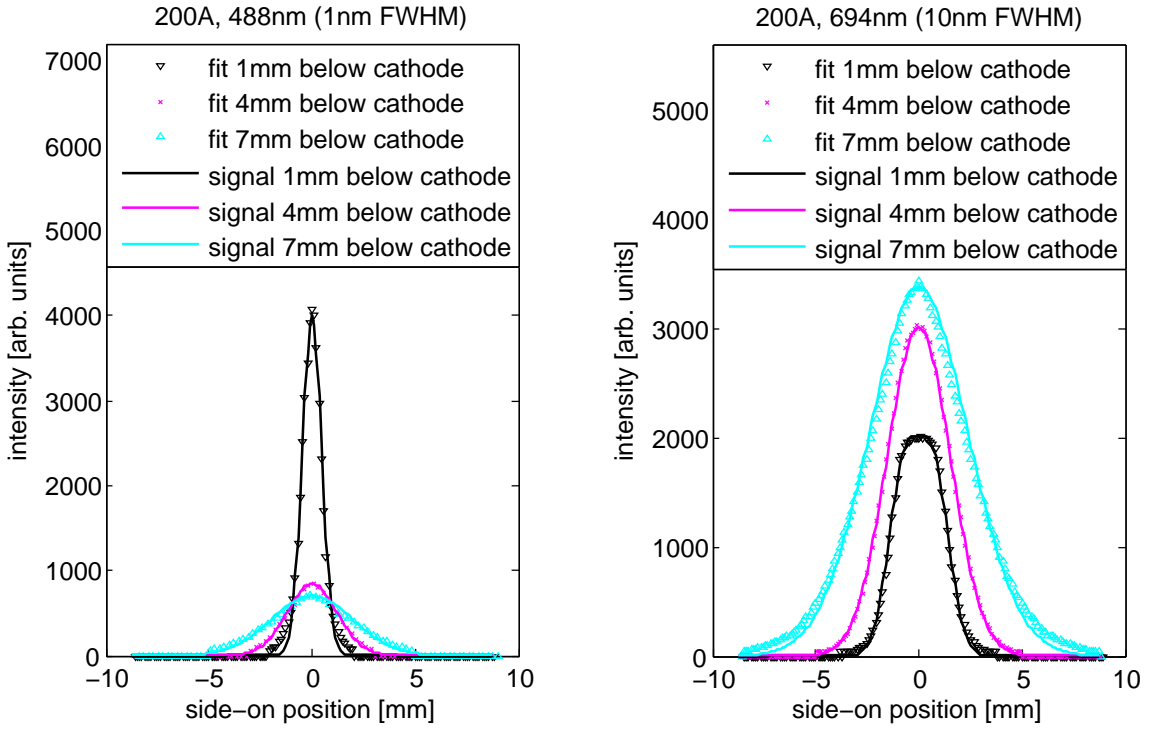 200A, 488nm (1nm FWHM)
7000
6000
5000
4000
3000
2000
1000
0
intensity [arb. units]
fit 1mm below cathode
fit 4mm below cathode
fit 7mm below cathode
signal 1mm below cathode
signal 4mm below cathode
signal 7mm below cathode
−10 −5 0 5 10
side−on position [mm]
200A, 694nm (10nm FWHM)
5000
4000
3000
2000
1000
0
intensity [arb. units]
fit 1mm below cathode
fit 4mm below cathode
fit 7mm below cathode
signal 1mm below cathode
signal 4mm below cathode
signal 7mm below cathode
−10 −5 0 5 10
side−on position [mm]